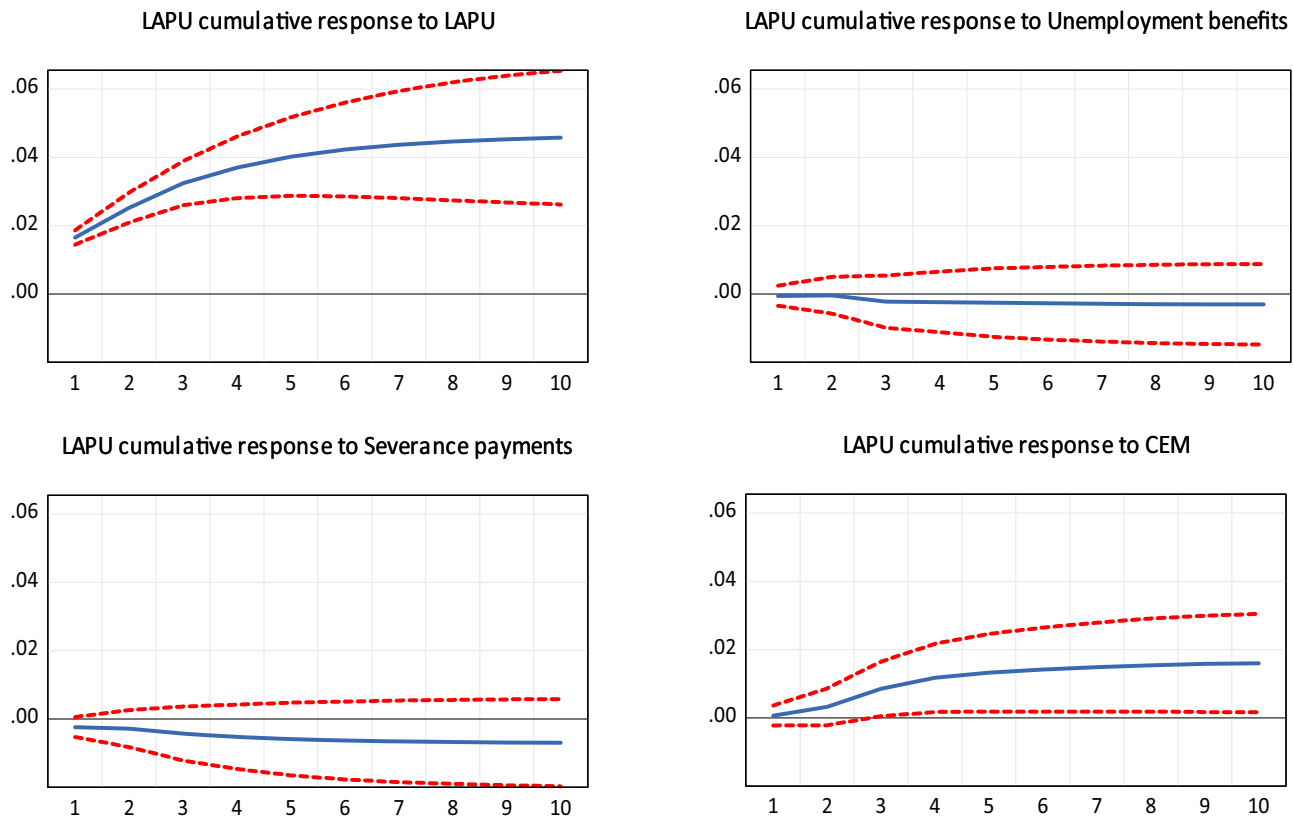 LAPU cumulative response to LAPU
.06
.04
.02
.00
1 2 3 4 5 6 7 8 9 10
LAPU cumulative response to Unemployment benefits
.06
.04
.02
.00
1 2 3 4 5 6 7 8 9 10
LAPU cumulative response to Severance payments
.06
.04
.02
.00
1 2 3 4 5 6 7 8 9 10
LAPU cumulative response to CEM
.06
.04
.02
.00
1 2 3 4 5 6 7 8 9 10